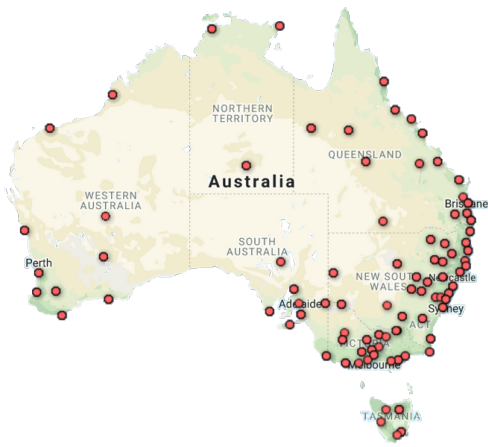 NORTHERN
TERRITORY
QUEENSLAND
Australia
WESTERN
AUSTRALIA
Brisbane
SOUTH
AUSTRALIA
Perth
NEW SOUTH
WALES
Newcastle
Adelaide
Sydney
ACT
VICTORIA
Melbourne
TASMANIA